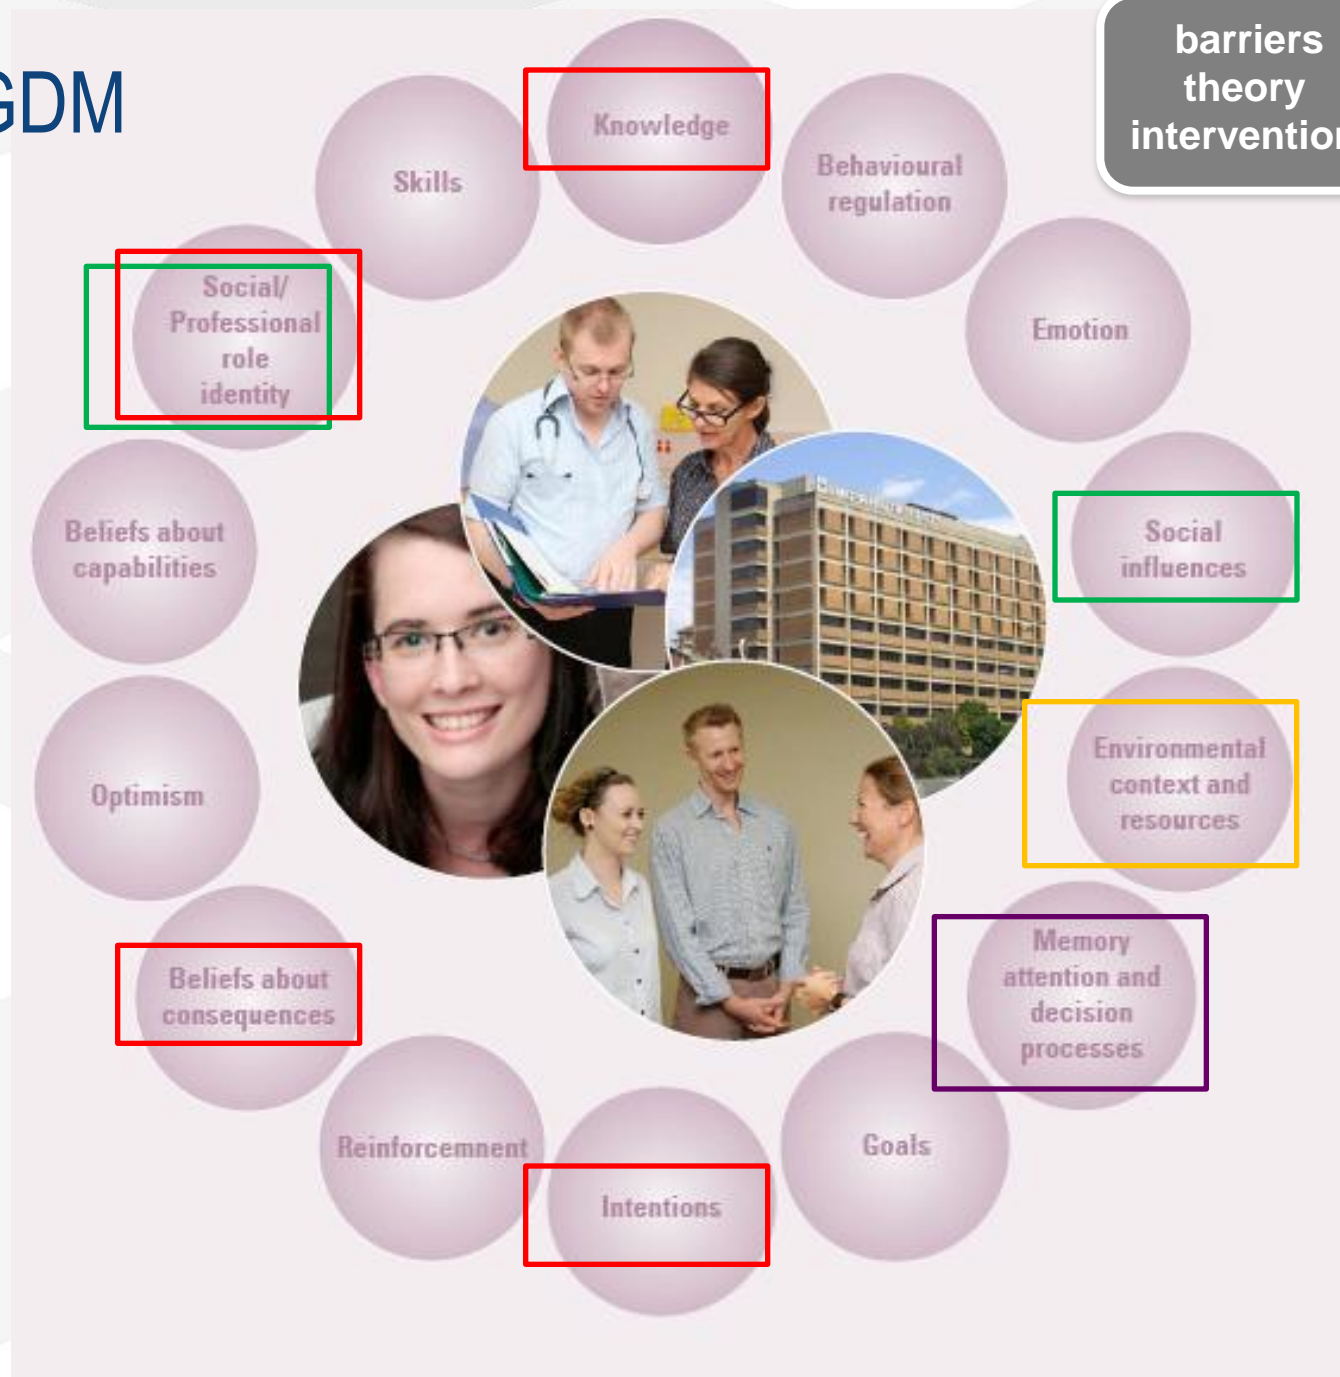 GDM
barriers
theory
intervention
Knowledge
Behavioural
regulation
Emotion
Social
influences
Environmental
context and
resources
Memory
attention and
decision
processes
Goals
Intentions
Reinforcemnent
Beliefs about
consequences
Optimism
Beliefs about
capabilities
Social/
Professional
role
identity
Skills